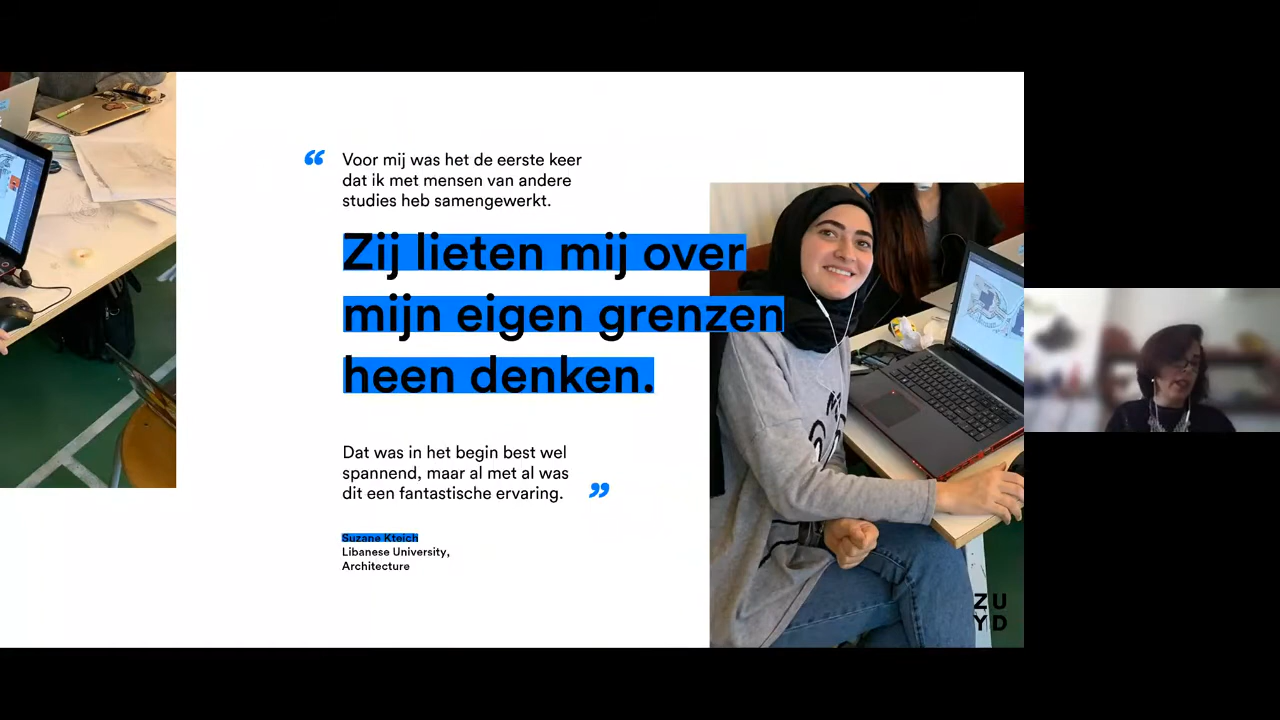 “ Voor mij was het de eerste keer
dat ik met mensen van andere
studies heb samengewerkt.
Zij lieten mij over
mijn eigen grenzen
heen denken.
Dat was in het begin best wel
spannend, maar al met al was
dit een fantastische ervaring. ”
Suzane Kteich
Libanese University,
Architecture
ZU
YD